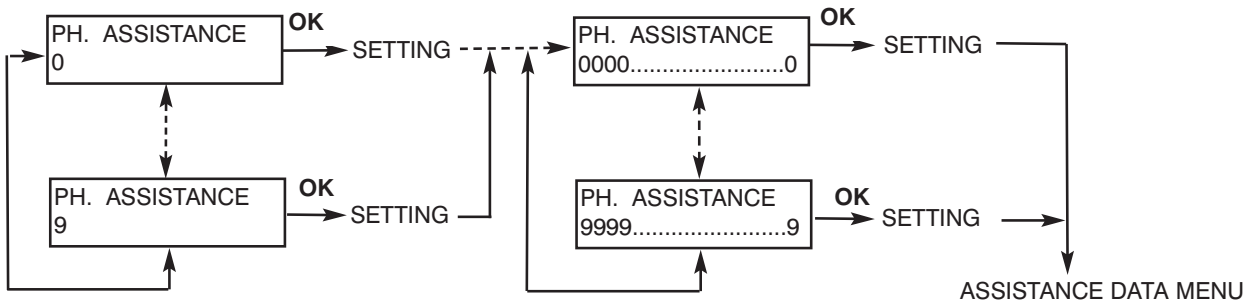 PH. ASSISTANCE
0
OK
SETTING
PH. ASSISTANCE
0000.......................0
OK
SETTING
PH. ASSISTANCE
9
OK
SETTING
PH. ASSISTANCE
9999.......................9
OK
SETTING
ASSISTANCE DATA MENU